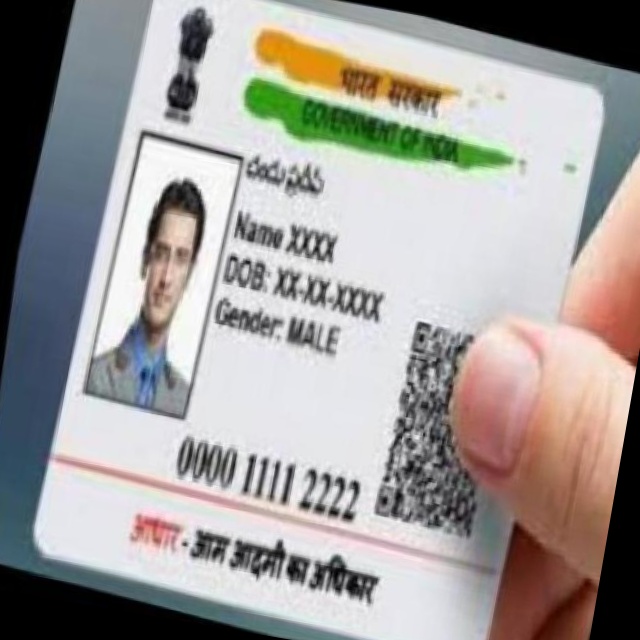 भारत सरकार
GOVERNMENT OF INDIA
Name XXXX
DOB: XX-XX-XXXX
Gender: MALE
0000 1111 2222
आधार - आम आदमी का अधिकार